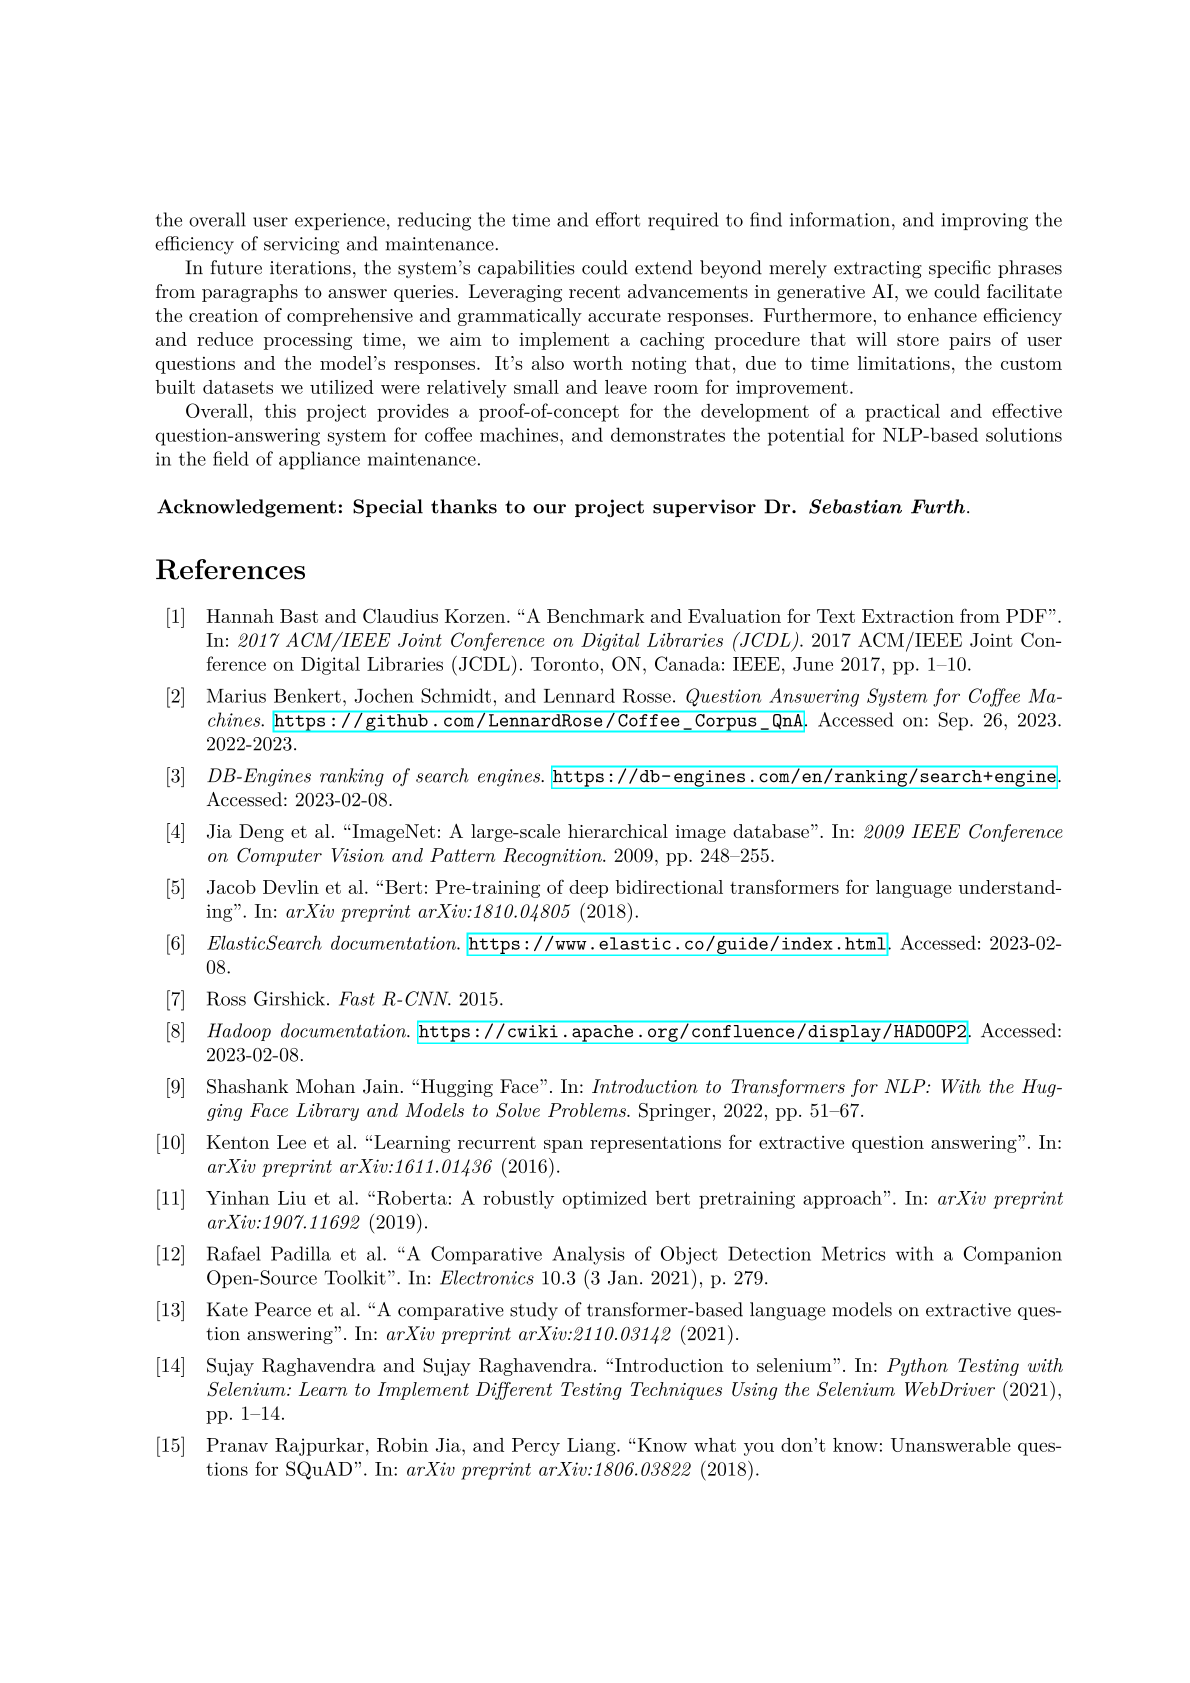 the overall user experience, reducing the time and effort required to find information, and improving the
efficiency of servicing and maintenance.
In future iterations, the system's capabilities could extend beyond merely extracting specific phrases
from paragraphs to answer queries. Leveraging recent advancements in generative AI, we could facilitate
the creation of comprehensive and grammatically accurate responses. Furthermore, to enhance efficiency
and reduce processing time, we aim to implement a caching procedure that will store pairs of user
questions and the model's responses. It's also worth noting that, due to time limitations, the custom
built datasets we utilized were relatively small and leave room for improvement.
Overall, this project provides a proof-of-concept for the development of a practical and effective
question-answering system for coffee machines, and demonstrates the potential for NLP-based solutions
in the field of appliance maintenance.
Acknowledgement: Special thanks to our project supervisor Dr. Sebastian Furth.
References
[1] Hannah Bast and Claudius Korzen. “A Benchmark and Evaluation for Text Extraction from PDF”.
In: 2017 ACM/IEEE Joint Conference on Digital Libraries (JCDL). 2017 ACM/IEEE Joint Con-
ference on Digital Libraries (JCDL). Toronto, ON, Canada: IEEE, June 2017, pp. 1–10.
[2] Marius Benkert, Jochen Schmidt, and Lennard Rosse. Question Answering System for Coffee Ma-
chines. https://github.com/LennardRose/Coffee_Corpus_QnA. Accessed on: Sep. 26, 2023.
2022-2023.
[3] DB-Engines ranking of search engines. https://db-engines.com/en/ranking/search+engine.
Accessed: 2023-02-08.
[4] Jia Deng et al. “ImageNet: A large-scale hierarchical image database”. In: 2009 IEEE Conference
on Computer Vision and Pattern Recognition. 2009, pp. 248–255.
[5] Jacob Devlin et al. “Bert: Pre-training of deep bidirectional transformers for language understand-
ing”. In: arXiv preprint arXiv:1810.04805 (2018).
[6] ElasticSearch documentation. https://www.elastic.co/guide/index.html. Accessed: 2023-02-
08.
[7] Ross Girshick. Fast R-CNN. 2015.
[8] Hadoop documentation. https://cwiki.apache.org/confluence/display/HADOOP2. Accessed:
2023-02-08.
[9] Shashank Mohan Jain. “Hugging Face”. In: Introduction to Transformers for NLP: With the Hug-
ging Face Library and Models to Solve Problems. Springer, 2022, pp. 51–67.
[10] Kenton Lee et al. “Learning recurrent span representations for extractive question answering”. In:
arXiv preprint arXiv:1611.01436 (2016).
[11] Yinhan Liu et al. “Roberta: A robustly optimized bert pretraining approach”. In: arXiv preprint
arXiv:1907.11692 (2019).
[12] Rafael Padilla et al. “A Comparative Analysis of Object Detection Metrics with a Companion
Open-Source Toolkit”. In: Electronics 10.3 (3 Jan. 2021), p. 279.
[13] Kate Pearce et al. “A comparative study of transformer-based language models on extractive ques-
tion answering”. In: arXiv preprint arXiv:2110.03142 (2021).
[14] Sujay Raghavendra and Sujay Raghavendra. “Introduction to selenium”. In: Python Testing with
Selenium: Learn to Implement Different Testing Techniques Using the Selenium WebDriver (2021),
pp. 1–14.
[15] Pranav Rajpurkar, Robin Jia, and Percy Liang. “Know what you don't know: Unanswerable ques-
tions for SQuAD”. In: arXiv preprint arXiv:1806.03822 (2018).